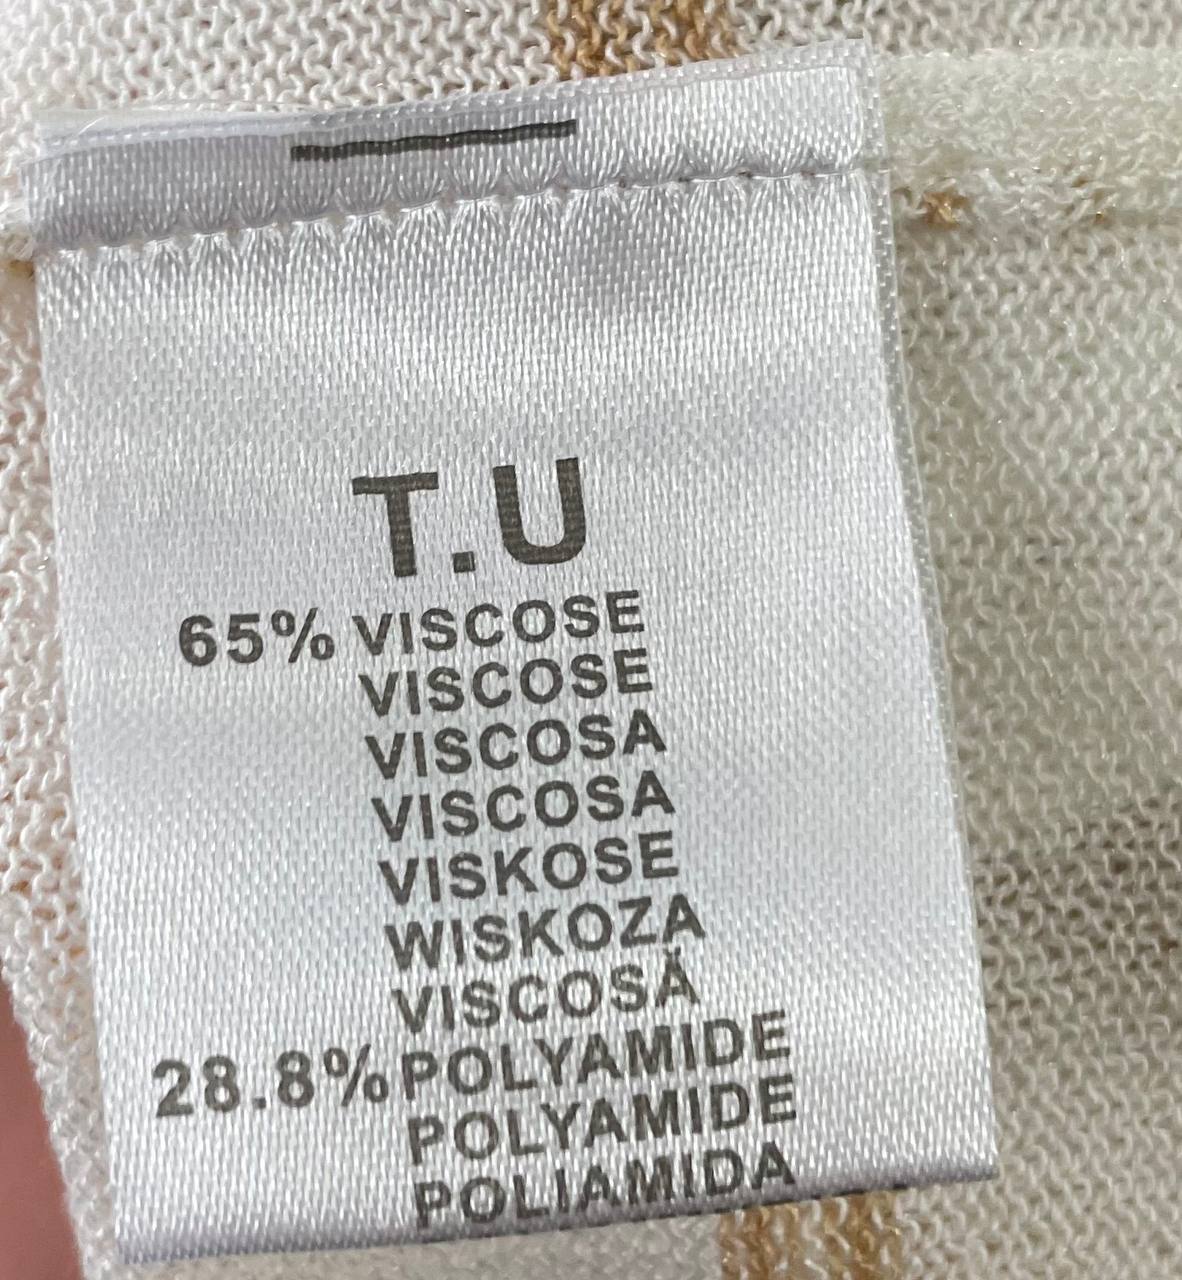 T.U
65% VISCOSE
VISCOSE
VISCOSA
VISCOSA
VISKOSE
WISKOZA
VISCOSĂ
28.8% POLYAMIDE
POLYAMIDE
POLIAMIDA